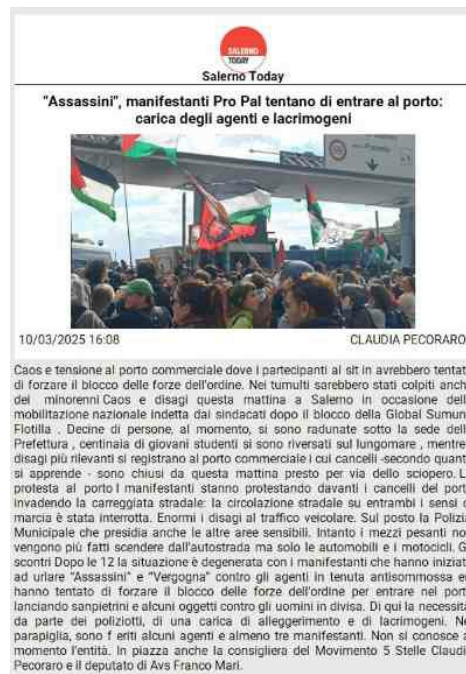 SALERNO
TODAY
Salerno Today
"Assassini", manifestanti Pro Pal tentano di entrare al porto:
carica degli agenti e lacrimogeni
10/03/2025 16:08 CLAUDIA PECORARO
Caos e tensione al porto commerciale dove i partecipanti al sit in avrebbero tentat
di forzare il blocco delle forze dell'ordine. Nei tumulti sarebbero stati colpiti anch
dei minorenni Caos e disagi questa mattina a Salerno in occasione dell
mobilitazione nazionale indetta dai sindacati dopo il blocco della Global Sumun
Flotilla . Decine di persone, al momento, si sono radunate sotto la sede dell
Prefettura , centinaia di giovani studenti si sono riversati sul lungomare , mentre
disagi più rilevanti si registrano al porto commerciale i cui cancelli -secondo quant
si apprende - sono chiusi da questa mattina presto per via dello sciopero. L
protesta al porto I manifestanti stanno protestando davanti i cancelli del port
invadendo la carreggiata stradale: la circolazione stradale su entrambi i sensi d
marcia è stata interrotta. Enormi i disagi al traffico veicolare. Sul posto la Polizi
Municipale che presidia anche le altre aree sensibili. Intanto i mezzi pesanti no
vengono più fatti scendere dall'autostrada ma solo le automobili e i motocicli. G
scontri Dopo le 12 la situazione è degenerata con i manifestanti che hanno iniziat
ad urlare "Assassini" e "Vergogna" contro gli agenti in tenuta antisommossa e
hanno tentato di forzare il blocco delle forze dell'ordine per entrare nel port
lanciando sanpietrini e alcuni oggetti contro gli uomini in divisa. Di qui la necessit
da parte dei poliziotti, di una carica di alleggerimento e di lacrimogeni. Ne
parapiglia, sono f eriti alcuni agenti e almeno tre manifestanti. Non si conosce a
momento l'entità. In piazza anche la consigliera del Movimento 5 Stelle Claudi
Pecoraro e il deputato di Avs Franco Mari.